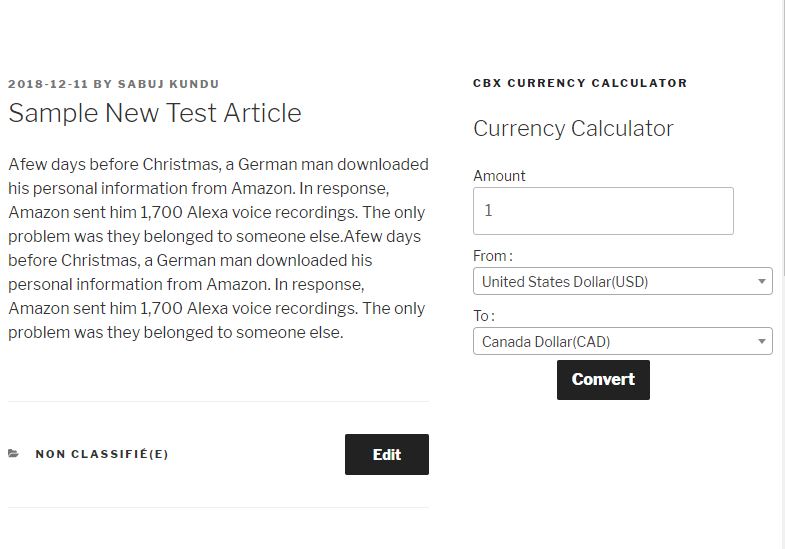 2018-12-11 BY SABUJ KUNDU
Sample New Test Article
Afew days before Christmas, a German man downloaded
his personal information from Amazon. In response,
Amazon sent him 1,700 Alexa voice recordings. The only
problem was they belonged to someone else.Afew days
before Christmas, a German man downloaded his
personal information from Amazon. In response,
Amazon sent him 1,700 Alexa voice recordings. The only
problem was they belonged to someone else.
NON CLASSIFIÉ(E)
Edit
CBX CURRENCY CALCULATOR
Currency Calculator
Amount
1
From :
United States Dollar(USD)
To :
Canada Dollar(CAD)
Convert